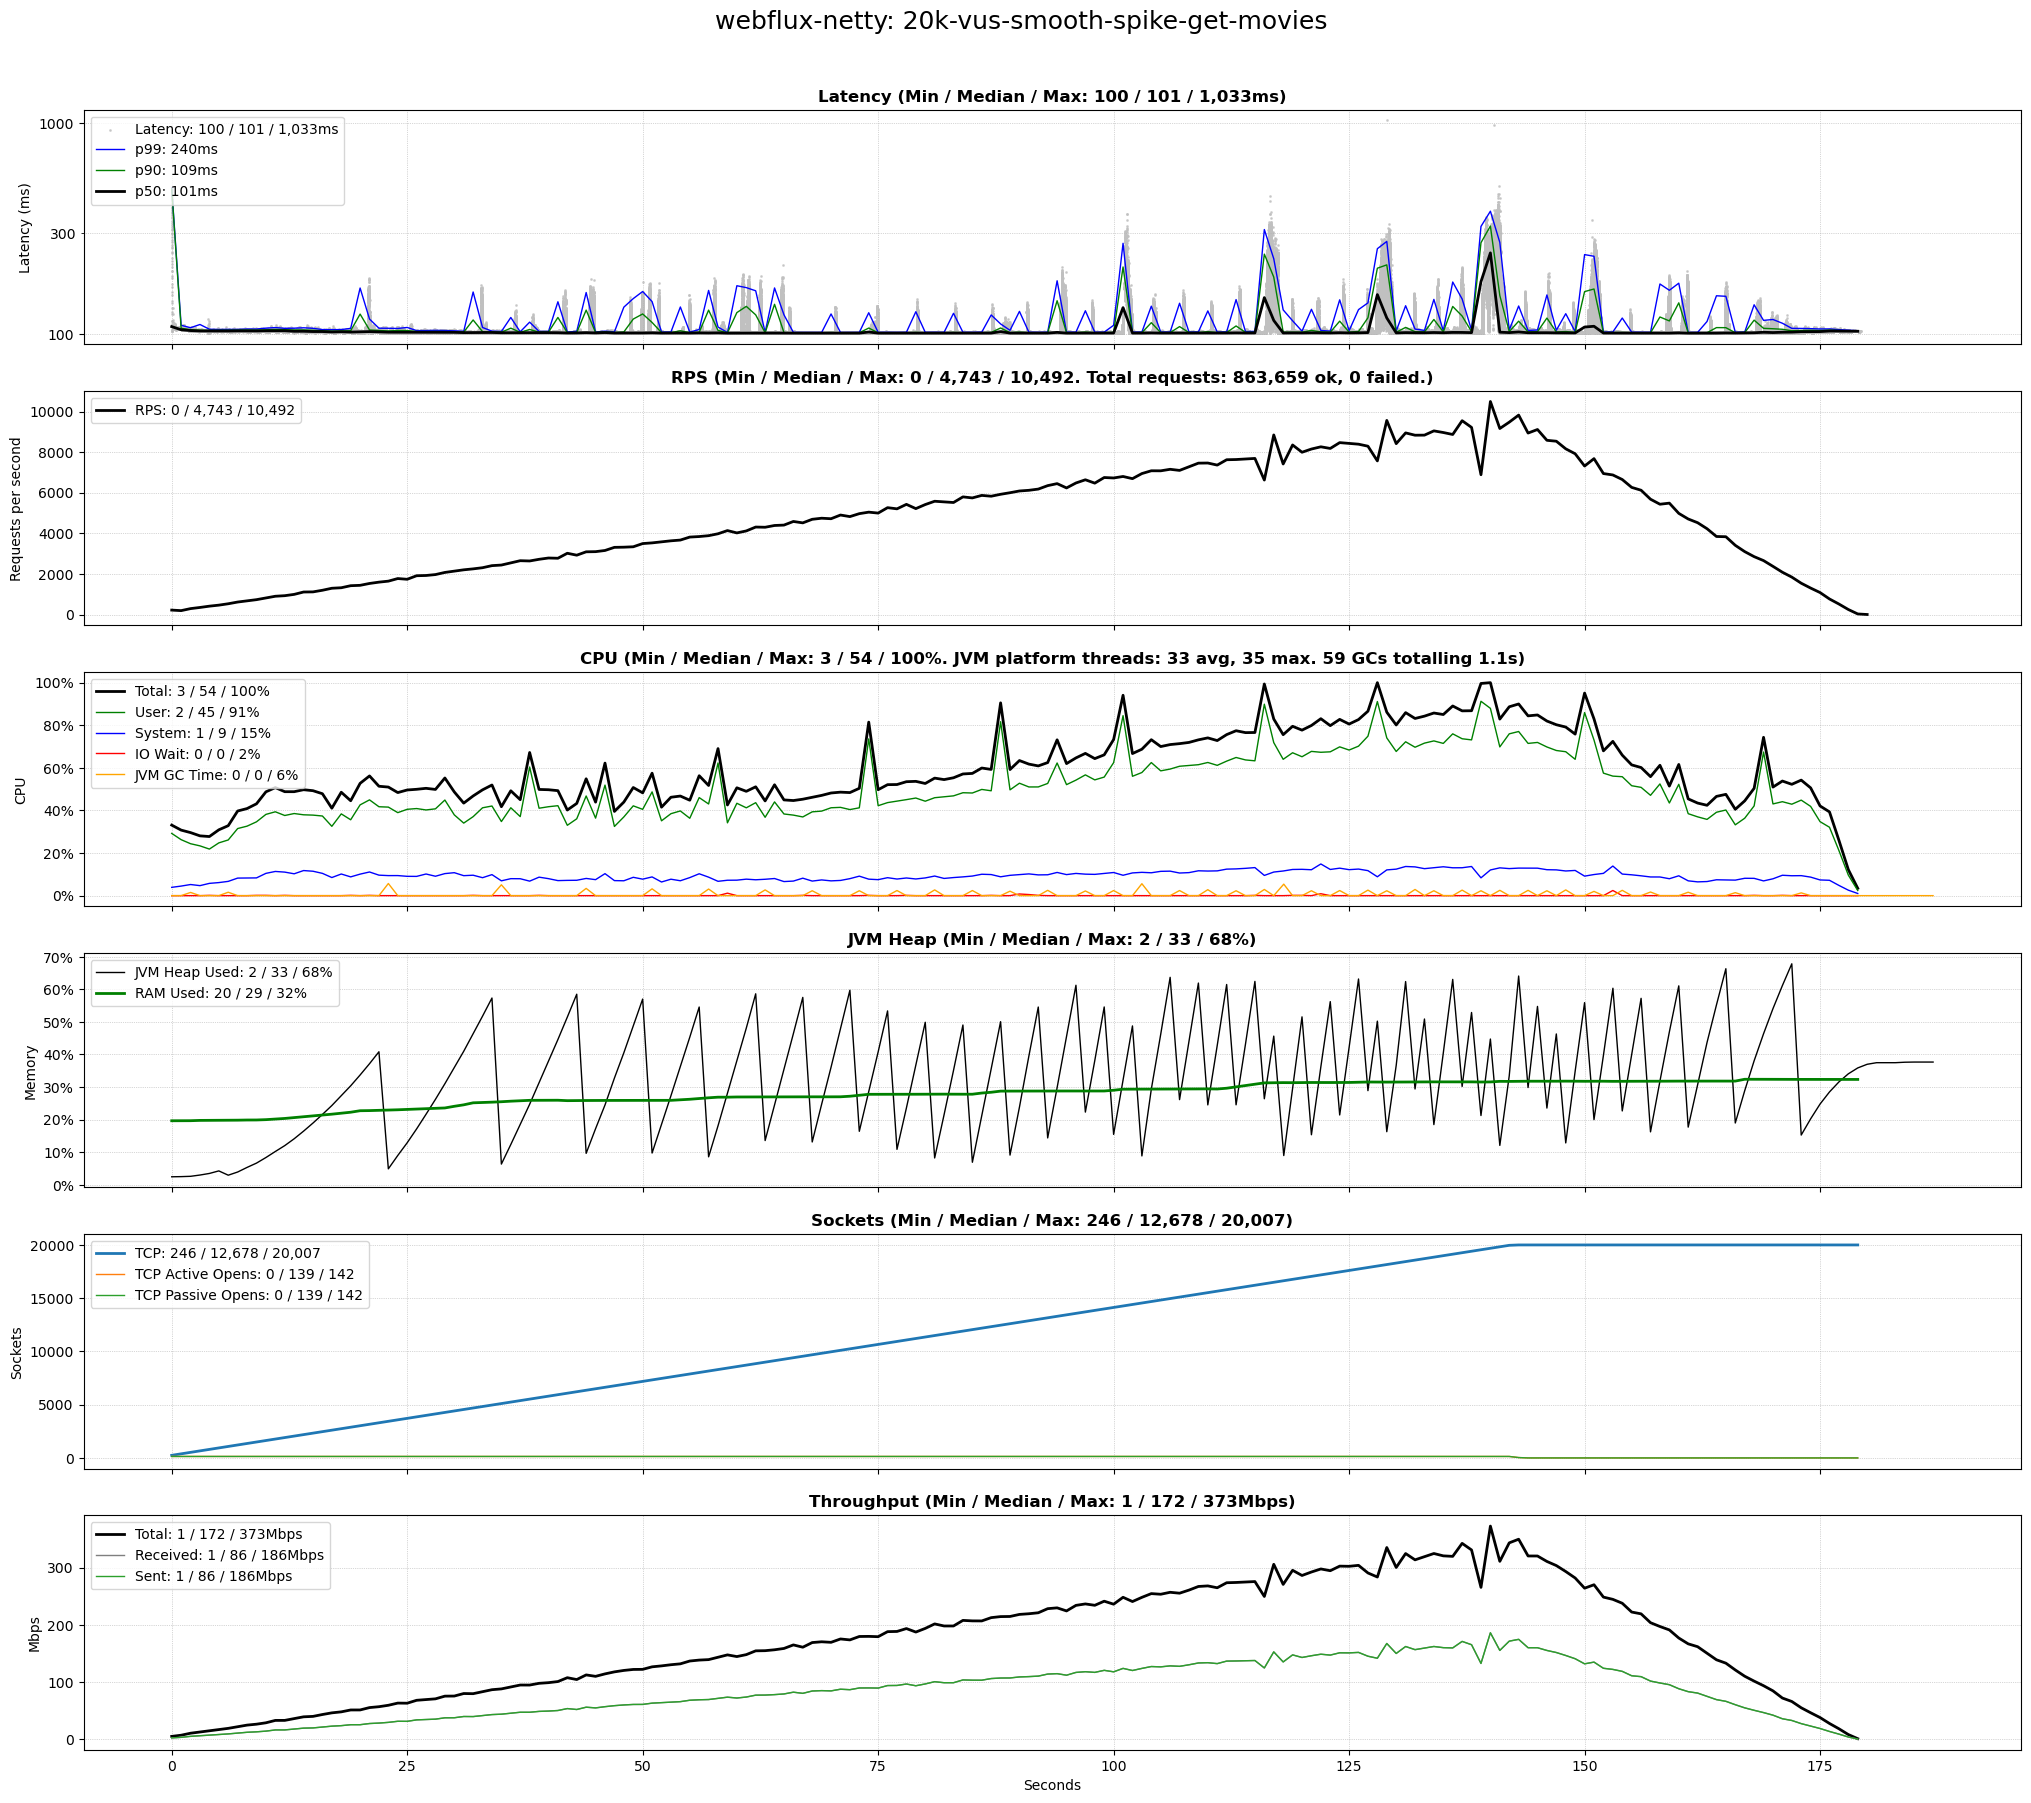 webflux-netty: 20k-vus-smooth-spike-get-movies
Latency (Min / Median / Max: 100 / 101 / 1,033ms)
Latency (ms)
1000
300
100
Latency: 100 / 101 / 1,033ms
p99: 240ms
p90: 109ms
p50: 101ms
RPS (Min / Median / Max: 0 / 4,743 / 10,492. Total requests: 863,659 ok, 0 failed.)
Requests per second
10000
8000
6000
4000
2000
0
RPS: 0 / 4,743 / 10,492
CPU (Min / Median / Max: 3 / 54 / 100%. JVM platform threads: 33 avg, 35 max. 59 GCs totalling 1.1s)
CPU
100%
80%
60%
40%
20%
0%
Total: 3 / 54 / 100%
User: 2 / 45 / 91%
System: 1 / 9 / 15%
IO Wait: 0 / 0 / 2%
JVM GC Time: 0 / 0 / 6%
JVM Heap (Min / Median / Max: 2 / 33 / 68%)
Memory
70%
60%
50%
40%
30%
20%
10%
0%
JVM Heap Used: 2 / 33 / 68%
RAM Used: 20 / 29 / 32%
Sockets (Min / Median / Max: 246 / 12,678 / 20,007)
Sockets
20000
15000
10000
5000
0
TCP: 246 / 12,678 / 20,007
TCP Active Opens: 0 / 139 / 142
TCP Passive Opens: 0 / 139 / 142
Throughput (Min / Median / Max: 1 / 172 / 373Mbps)
Mbps
300
200
100
0
Total: 1 / 172 / 373Mbps
Received: 1 / 86 / 186Mbps
Sent: 1 / 86 / 186Mbps
0 25 50 75 100 125 150 175
Seconds